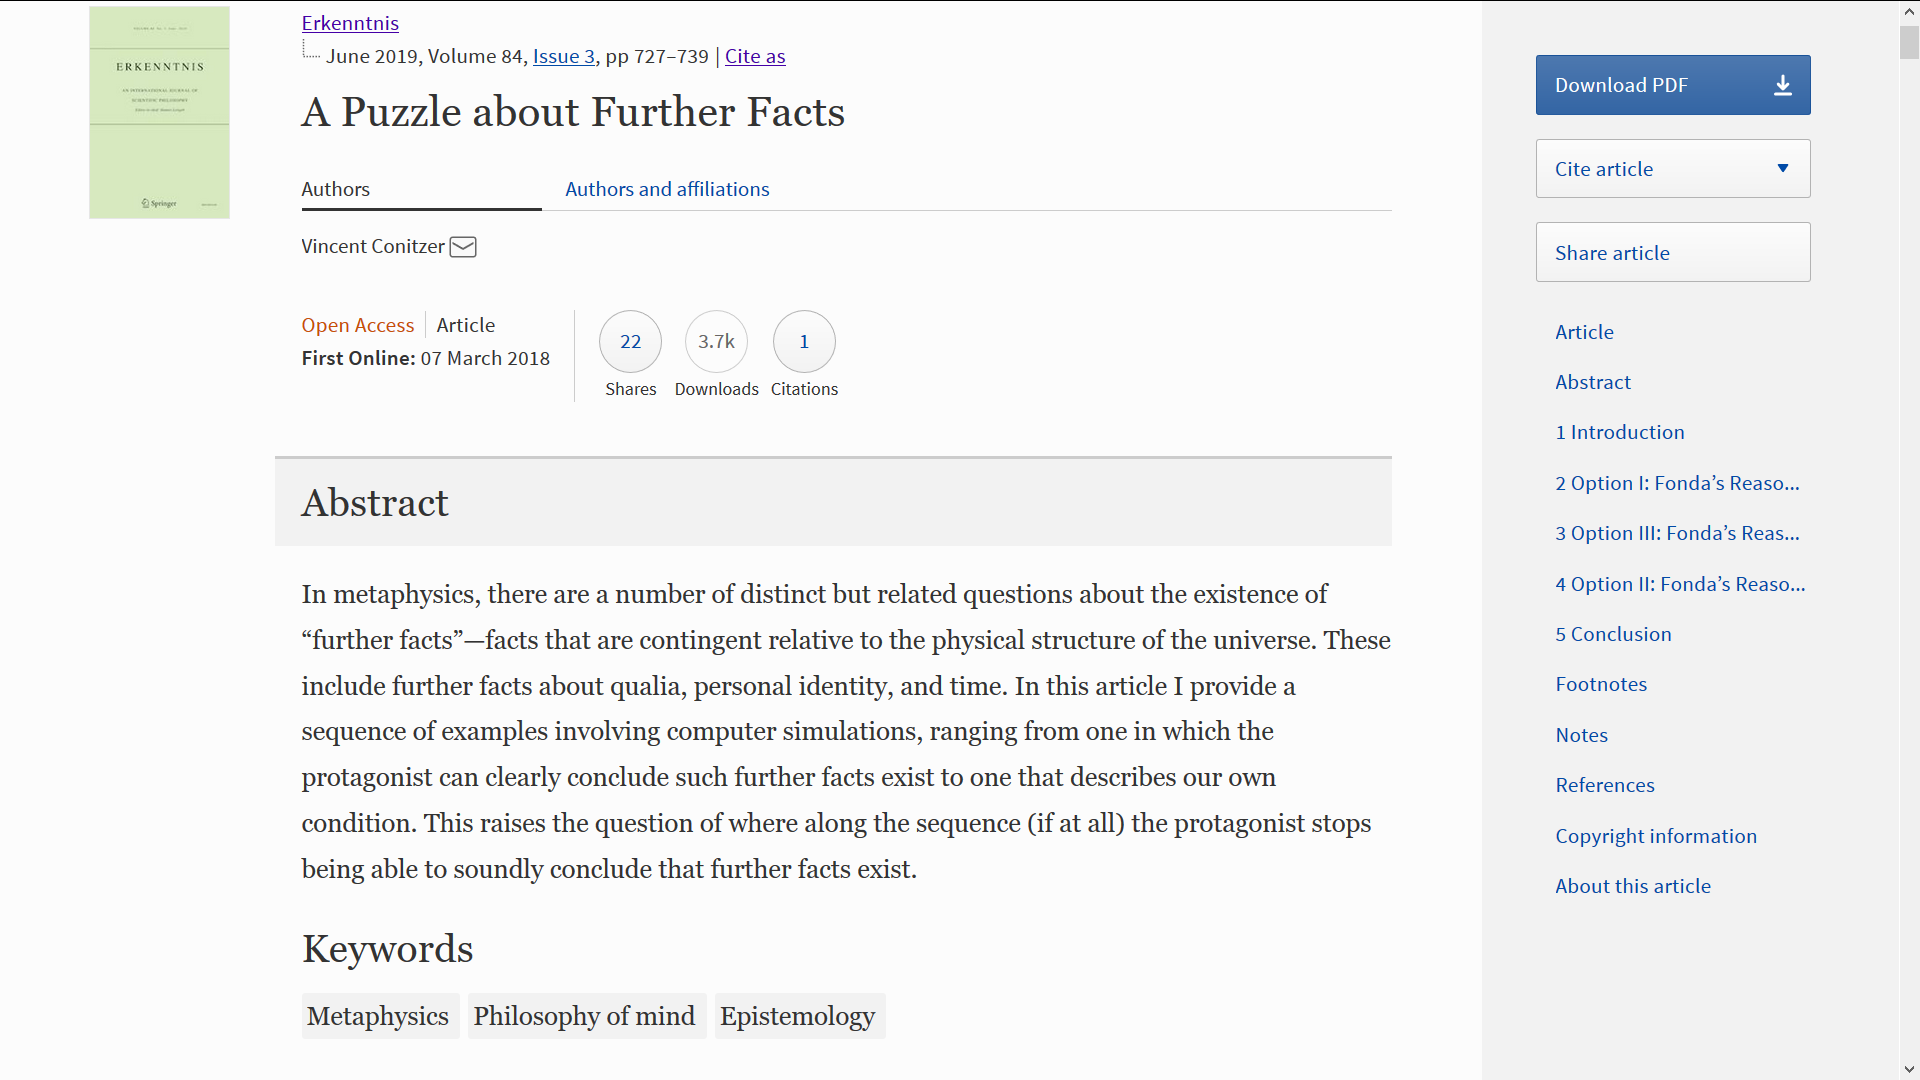 ERKENNTNIS
AN INTERNATIONAL JOURNAL OF
SCIENTIFIC PHILOSOPHY
Springer
Erkenntnis
June 2019, Volume 84, Issue 3, pp 727–739 | Cite as
A Puzzle about Further Facts
Authors
Authors and affiliations
Vincent Conitzer
Open Access
Article
First Online: 07 March 2018
22
Shares
3.7k
Downloads
1
Citations
Abstract
In metaphysics, there are a number of distinct but related questions about the existence of
“further facts”—facts that are contingent relative to the physical structure of the universe. These
include further facts about qualia, personal identity, and time. In this article I provide a
sequence of examples involving computer simulations, ranging from one in which the
protagonist can clearly conclude such further facts exist to one that describes our own
condition. This raises the question of where along the sequence (if at all) the protagonist stops
being able to soundly conclude that further facts exist.
Keywords
Metaphysics
Philosophy of mind
Epistemology
Download PDF
Cite article
Share article
Article
Abstract
1 Introduction
2 Option I: Fonda’s Reaso...
3 Option III: Fonda’s Reas...
4 Option II: Fonda’s Reaso...
5 Conclusion
Footnotes
Notes
References
Copyright information
About this article